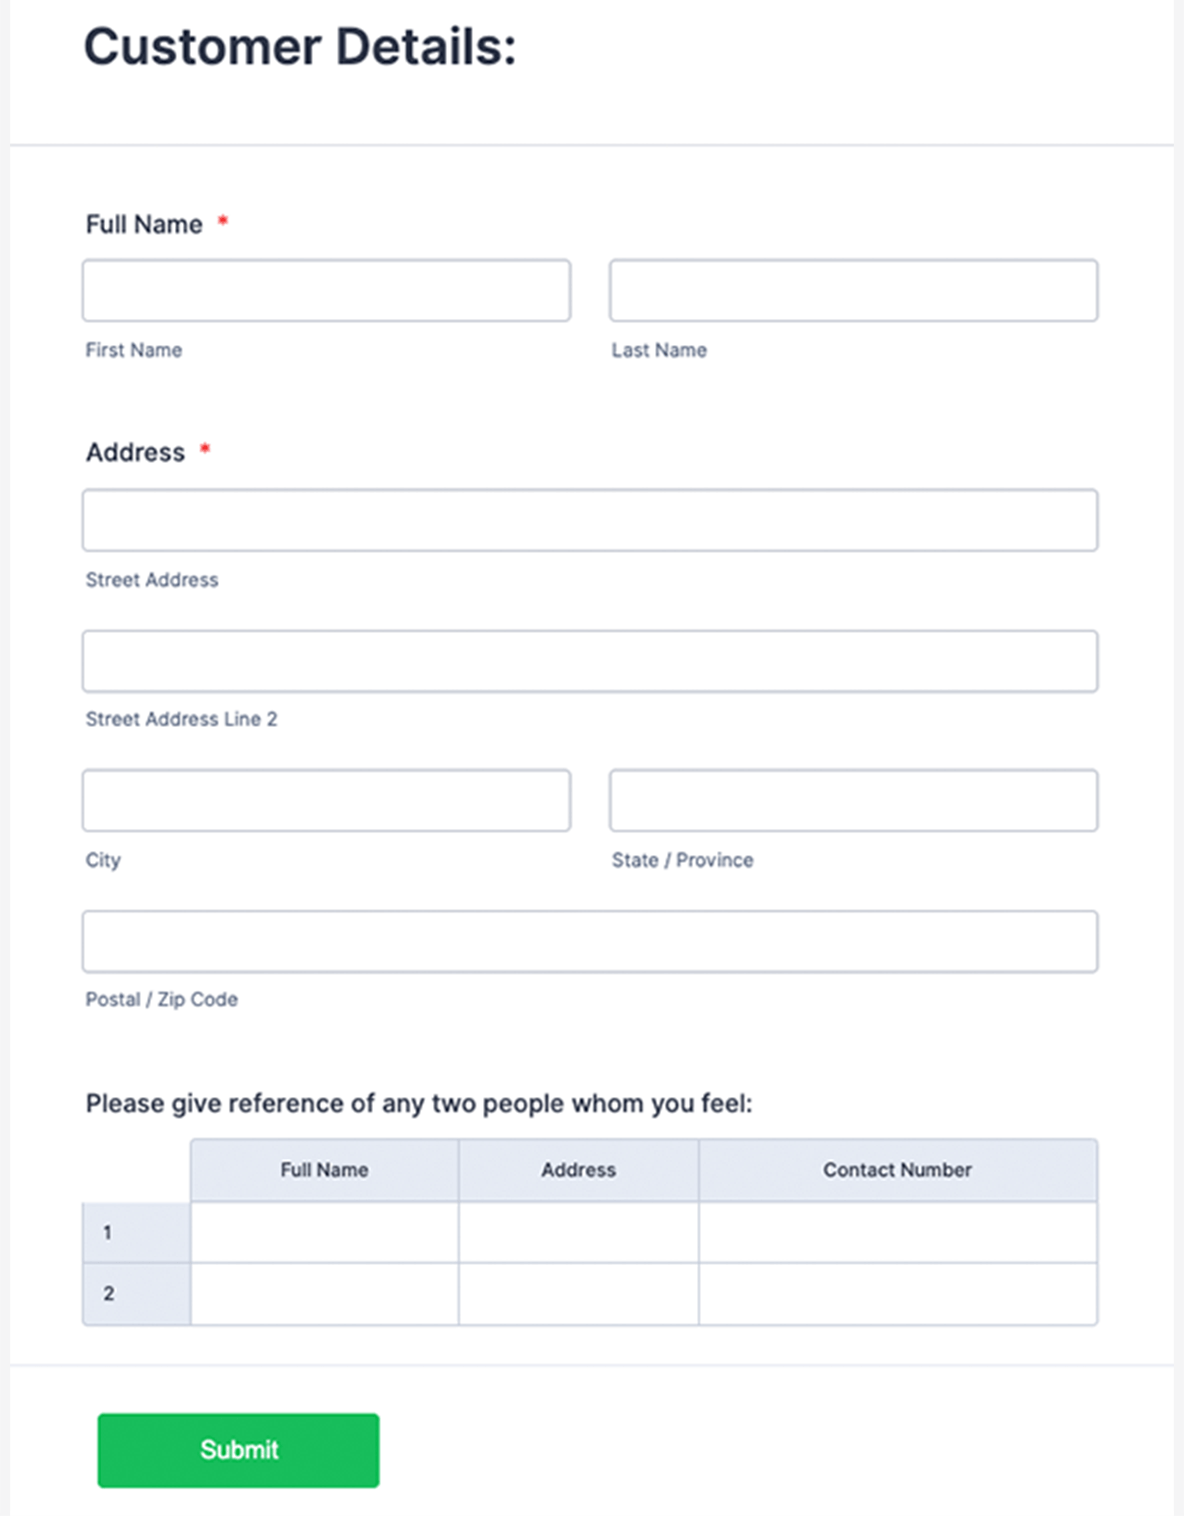 Customer Details:
Full Name *
First Name Last Name
Address *
Street Address
Street Address Line 2
City State / Province
Postal / Zip Code
Please give reference of any two people whom you feel:
Full Name Address Contact Number
1
2
Submit